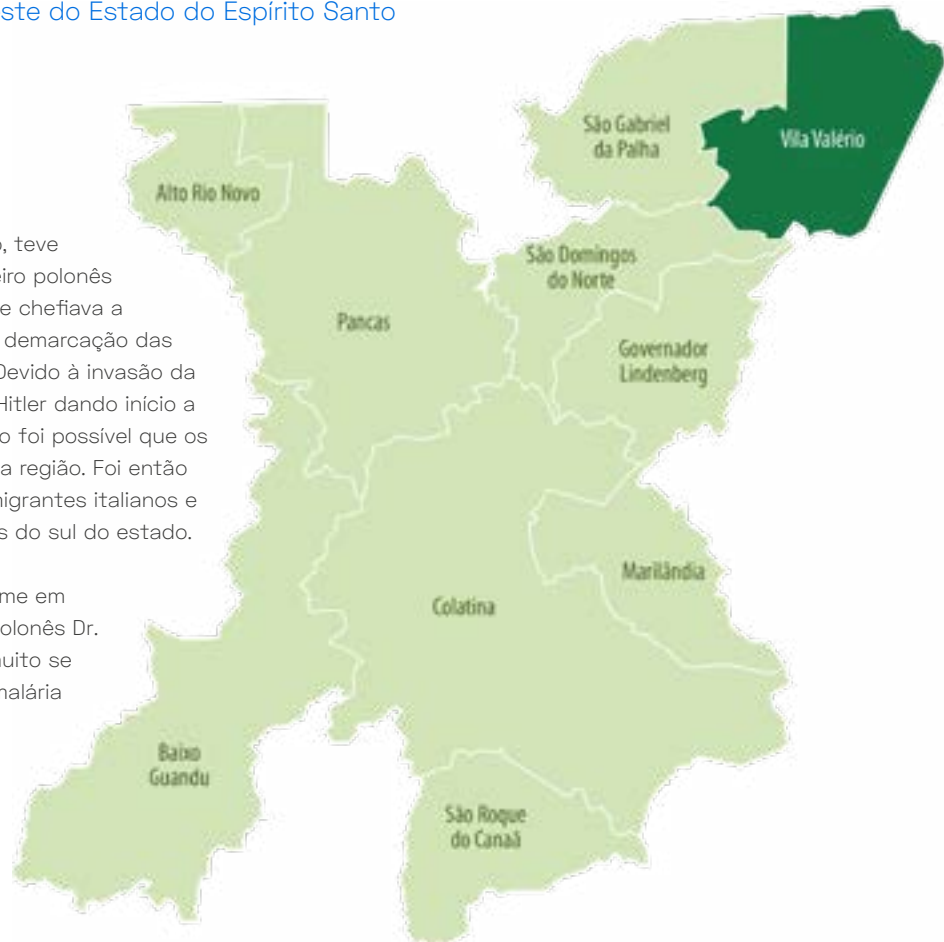 ste do Estado do Espírito Santo
o, teve
eiro polonês
e chefiava a
demarcação das
Devido à invasão da
Hitler dando início a
o foi possível que os
a região. Foi então
nigrantes italianos e
s do sul do estado.
me em
olonês Dr.
nuito se
nalária
São Gabriel
da Palha
Vila Valério
Alto Rio Novo
São Domingos
do Norte
Pancas
Governador
Lindenberg
Marilândia
Colatina
Baixo
Guandu
São Roque
do Canaã